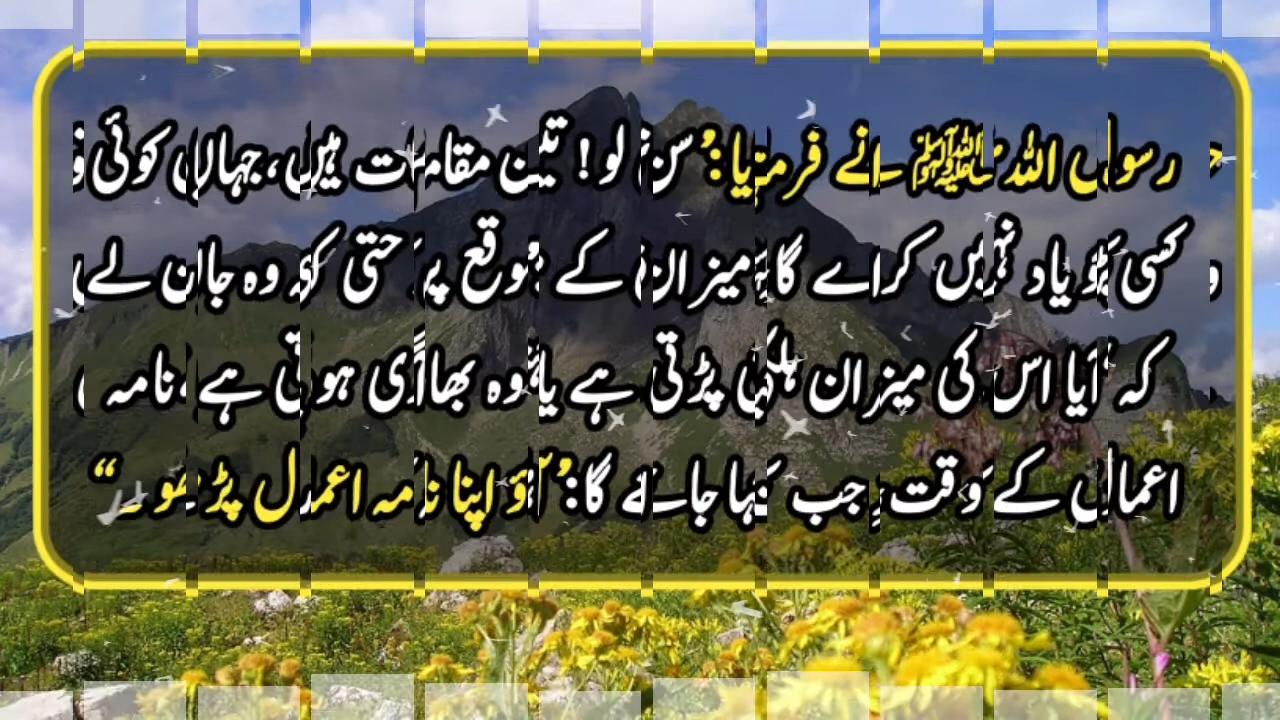 رسول اللہ ﷺ نے فرمایا: ”سن لو! تین مقامات ہیں، جہاں کوئی
کسی کو یاد نہیں کراے گا میزان کے موقع پر حتی کہ وہ جان لے
کہ آیا اس کی میزان ہلکی پڑتی ہے یا وہ بھاری ہوتی ہے، نامہ
اعمال کے وقت جب کہا جائے گا: ”آؤ اپنا نامہ اعمال پڑھو“